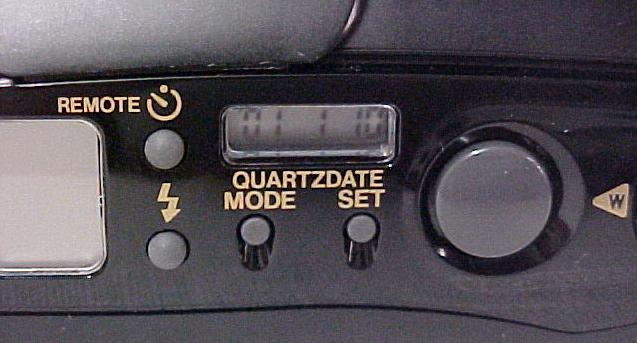 REMOTE
QUARTZDATE
MODE SET
W